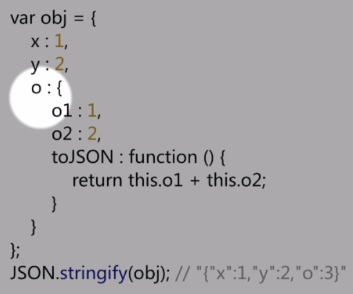 var obj = {
x : 1,
y : 2,
o : {
o1 : 1,
o2 : 2,
toJSON : function () {
return this.o1 + this.o2;
}
}
};
JSON.stringify(obj); // "{"x":1,"y":2,"o":3}"